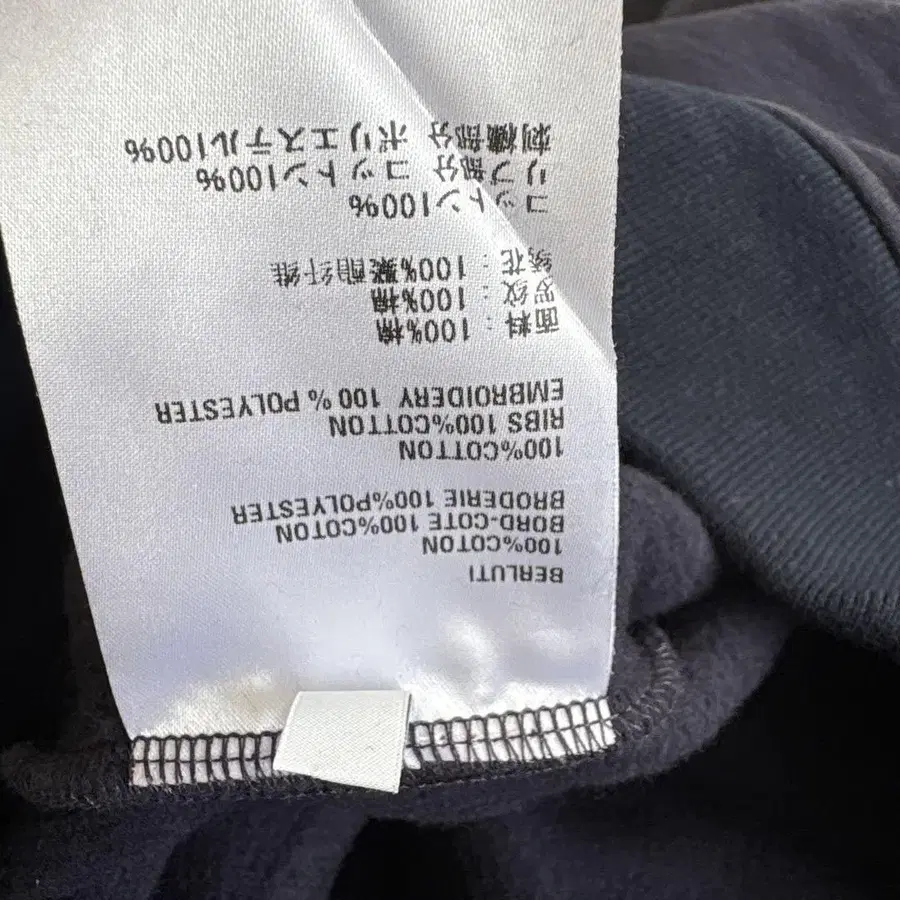 BERLUTI
100%COTON
BORD-COTE 100%COTON
BRODERIE 100%POLYESTER
100%COTTON
RIBS 100%COTTON
EMBROIDERY 100 % POLYESTER
面料：100%棉
罗纹：100%棉
绣花：100%聚酯纤维
コットン100%
リブ部分 コットン100%
刺繍部分 ポリエステル100%